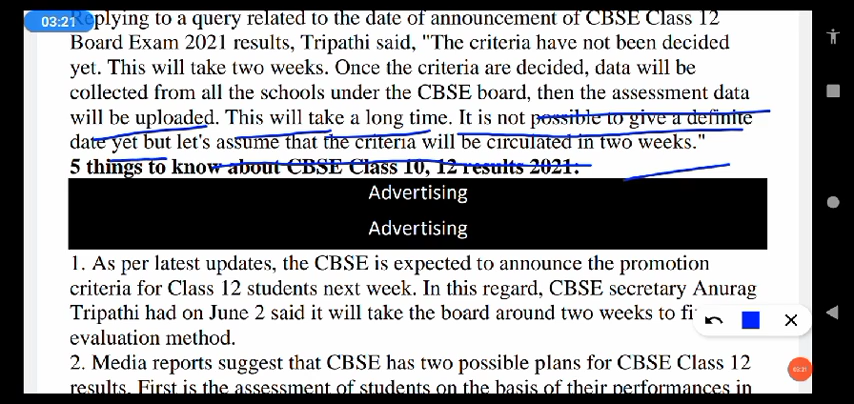 03:21
eplying to a query related to the date of announcement of CBSE Class 12
Board Exam 2021 results, Tripathi said, "The criteria have not been decided
yet. This will take two weeks. Once the criteria are decided, data will be
collected from all the schools under the CBSE board, then the assessment data
will be uploaded. This will take a long time. It is not possible to give a definite
date yet but let's assume that the criteria will be circulated in two weeks."
5 things to know about CBSE Class 10, 12 results 2021:
Advertising
Advertising
1. As per latest updates, the CBSE is expected to announce the promotion
criteria for Class 12 students next week. In this regard, CBSE secretary Anurag
Tripathi had on June 2 said it will take the board around two weeks to fi
evaluation method.
2. Media reports suggest that CBSE has two possible plans for CBSE Class 12
results. First is the assessment of students on the basis of their performances in
03:21